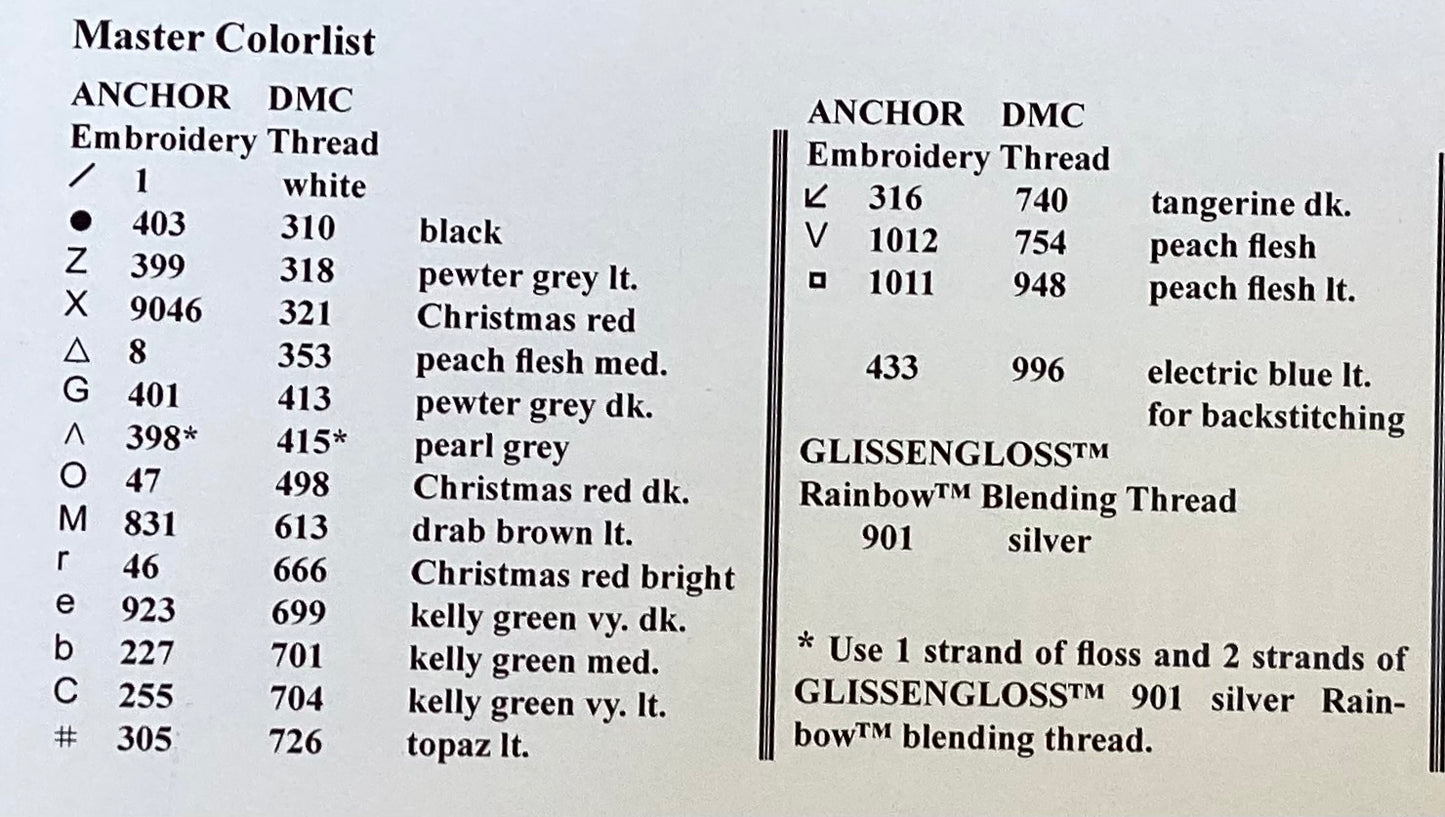 Master Colorlist
ANCHOR DMC
Embroidery Thread
/ 1 white
● 403 310 black
Z 399 318 pewter grey lt.
X 9046 321 Christmas red
△ 8 353 peach flesh med.
G 401 413 pewter grey dk.
Λ 398* 415* pearl grey
O 47 498 Christmas red dk.
M 831 613 drab brown lt.
r 46 666 Christmas red bright
e 923 699 kelly green vy. dk.
b 227 701 kelly green med.
C 255 704 kelly green vy. lt.
# 305 726 topaz lt.
ANCHOR DMC
Embroidery Thread
↙ 316 740 tangerine dk.
V 1012 754 peach flesh
▫ 1011 948 peach flesh lt.
433 996 electric blue lt.
for backstitching
GLISSENGLOSS™
Rainbow™ Blending Thread
901 silver
* Use 1 strand of floss and 2 strands of
GLISSENGLOSS™ 901 silver Rain-
bow™ blending thread.